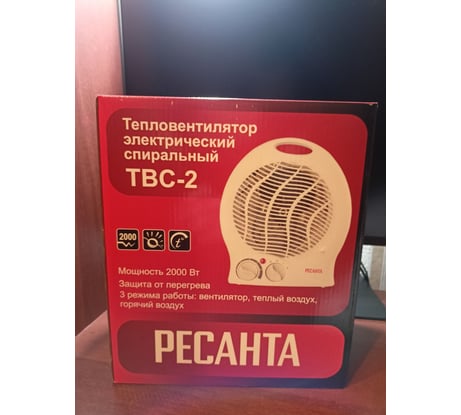 Тепловентилятор
электрический
спиральный
ТВС-2
2000
t°
РЕСАНТА
Мощность 2000 Вт
Защита от перегрева
3 режима работы: вентилятор, теплый воздух,
горячий воздух
РЕСАНТА